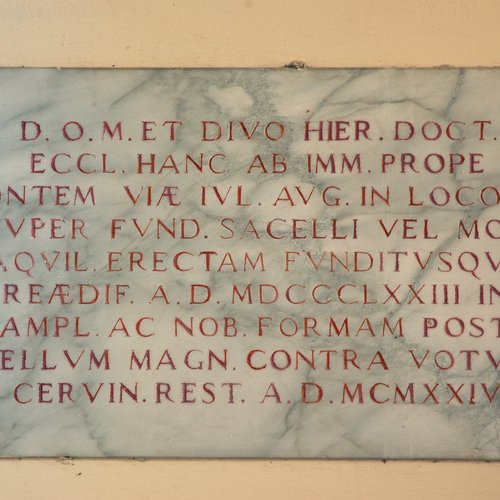 D. O. M. ET DIVO HIER. DOCT.
ECCL. HANC AB IMM. PROPE
ONTEM VIÆ IVL. AVG. IN LOCO
VPER FVND. SACELLI VEL MO
AQVIL. ERECTAM FVNDITVSQV
REÆDIF. A. D. MDCCCCLXXIII IN
AMPL. AC NOB. FORMAM POST
ELLVM MAGN. CONTRA VOTV
CERVIN. REST. A. D. MCMXXIV